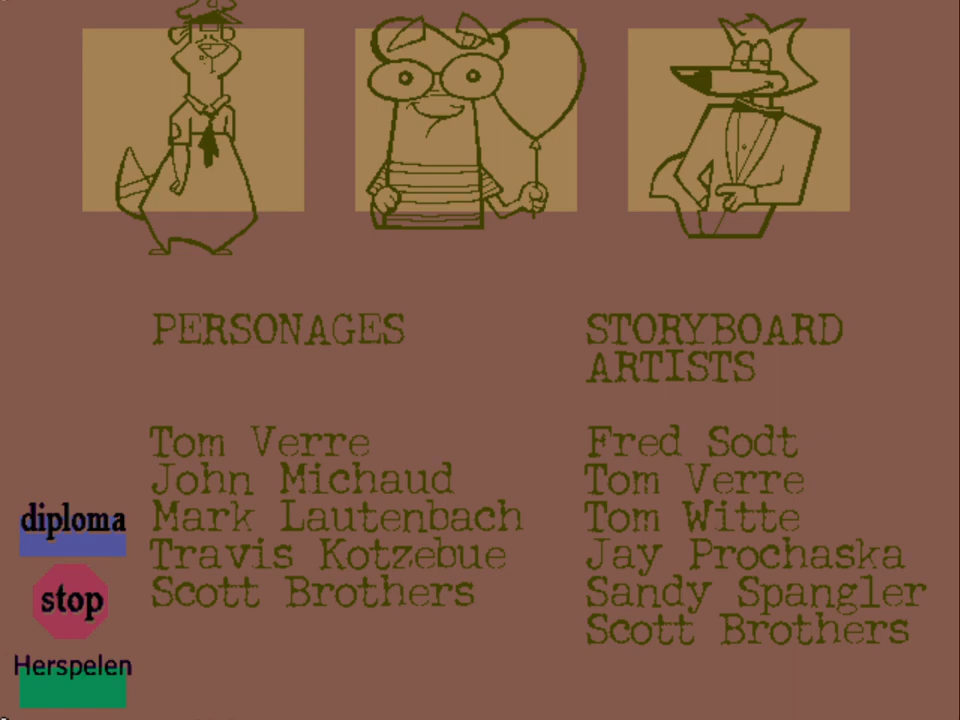 PERSONAGES
Tom Verre
John Michaud
Mark Lautenbach
Travis Kotzebue
Scott Brothers
STORYBOARD
ARTISTS
Fred Sodt
Tom Verre
Tom Witte
Jay Prochaska
Sandy Spangler
Scott Brothers
diploma
stop
Herspelen